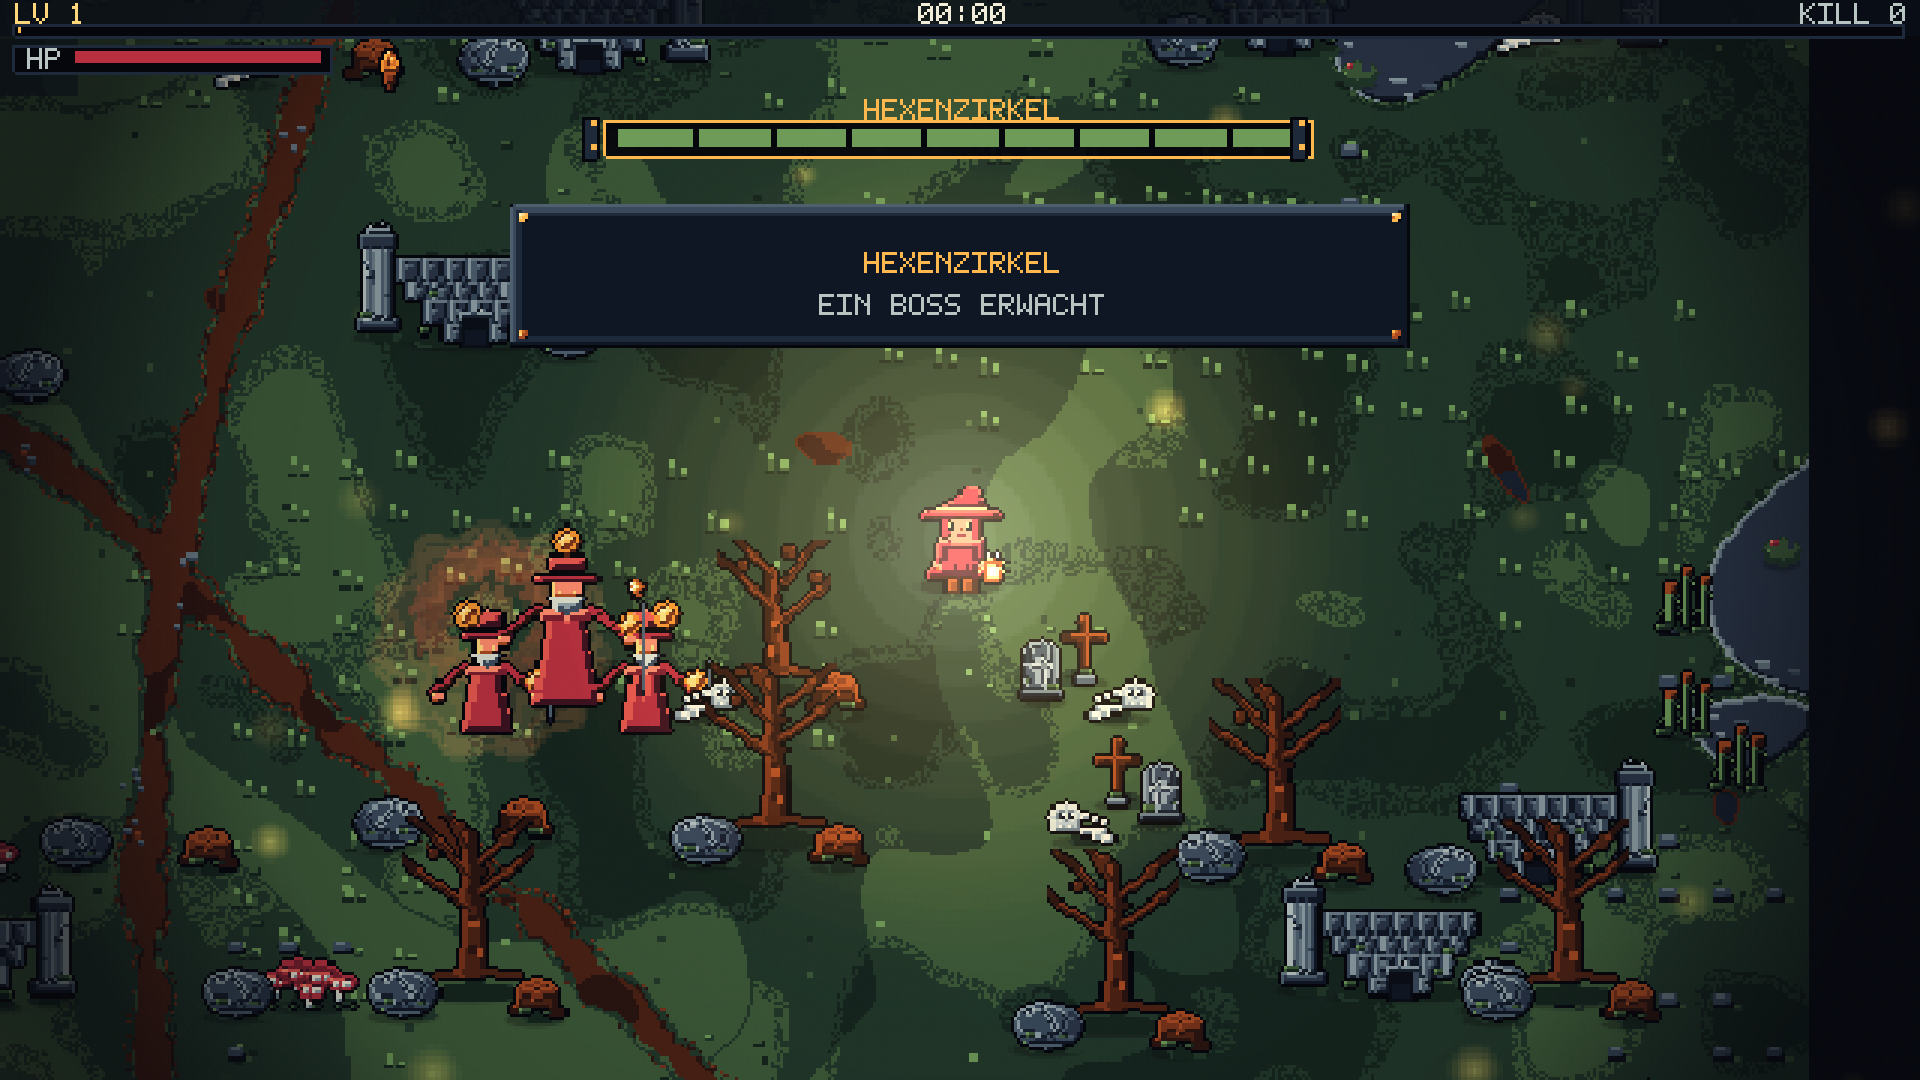 LV 1
00:00
KILL 0
HP
HEXENZIRKEL
HEXENZIRKEL
EIN BOSS ERWACHT